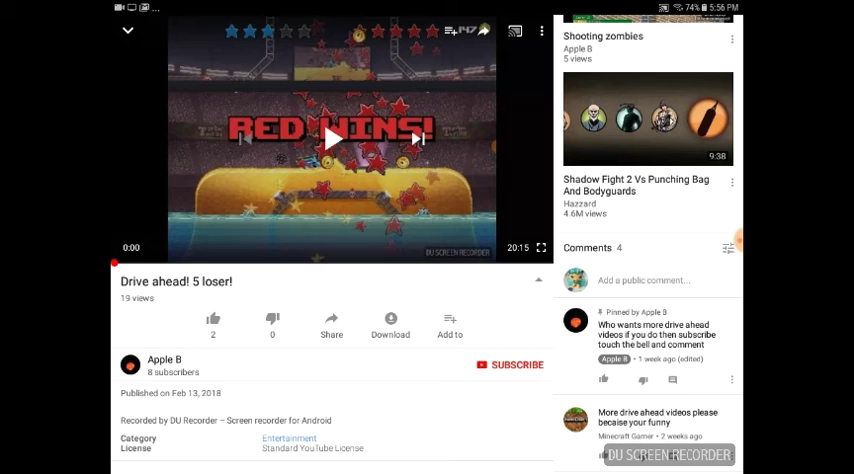 74% 5:56 PM
147
RED WINS!
DU SCREEN RECORDER
0:00
20:15
Drive ahead! 5 loser!
19 views
2
0
Share
Download
Add to
Apple B
8 subscribers
SUBSCRIBE
Published on Feb 13, 2018
Recorded by DU Recorder – Screen recorder for Android
Category Entertainment
License Standard YouTube License
Shooting zombies
Apple B
5 views
9:38
Shadow Fight 2 Vs Punching Bag
And Bodyguards
Hazzard
4.6M views
Comments 4
Add a public comment...
Pinned by Apple B
Who wants more drive ahead
videos if you do then subscribe
touch the bell and comment
Apple B • 1 week ago (edited)
More drive ahead videos please
becaise your funny
Minecraft Gamer • 2 weeks ago
DU SCREEN RECORDER